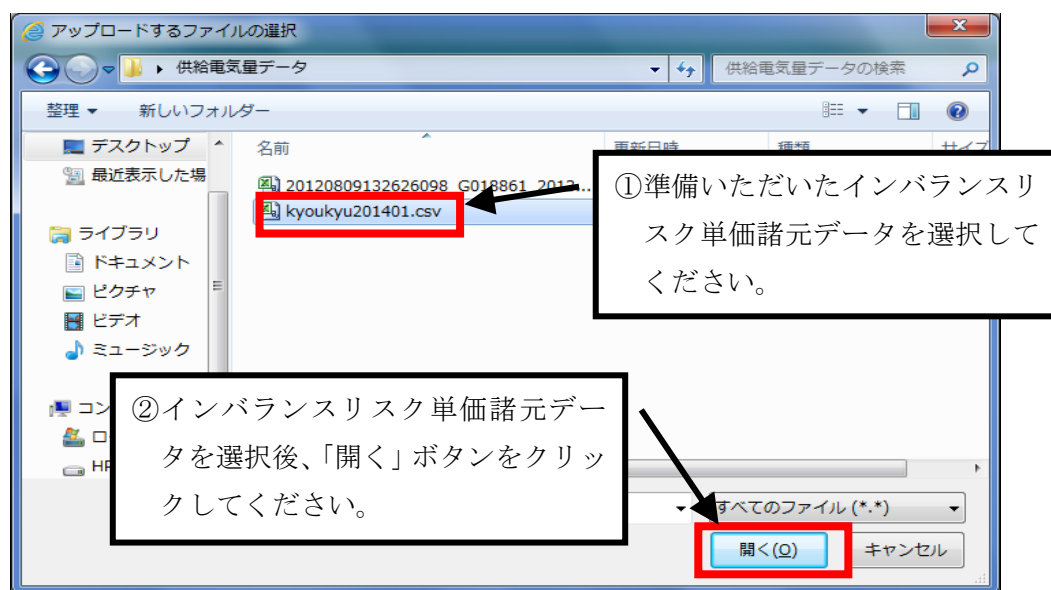 アップロードするファイルの選択
供給電気量データ
供給電気量データの検索
整理
新しいフォルダー
デスクトップ
最近表示した場
ライブラリ
ドキュメント
ピクチャ
ビデオ
ミュージック
コン
ロ
HP
名前
更新日時
種類
サイズ
20120809132626098_G018861_2012...
kyoukyu201401.csv
①準備いただいたインバランスリ
スク単価諸元データを選択して
ください。
②インバランスリスク単価諸元デー
タを選択後、「開く」ボタンをクリッ
クしてください。
すべてのファイル (*.*)
開く(O)
キャンセル